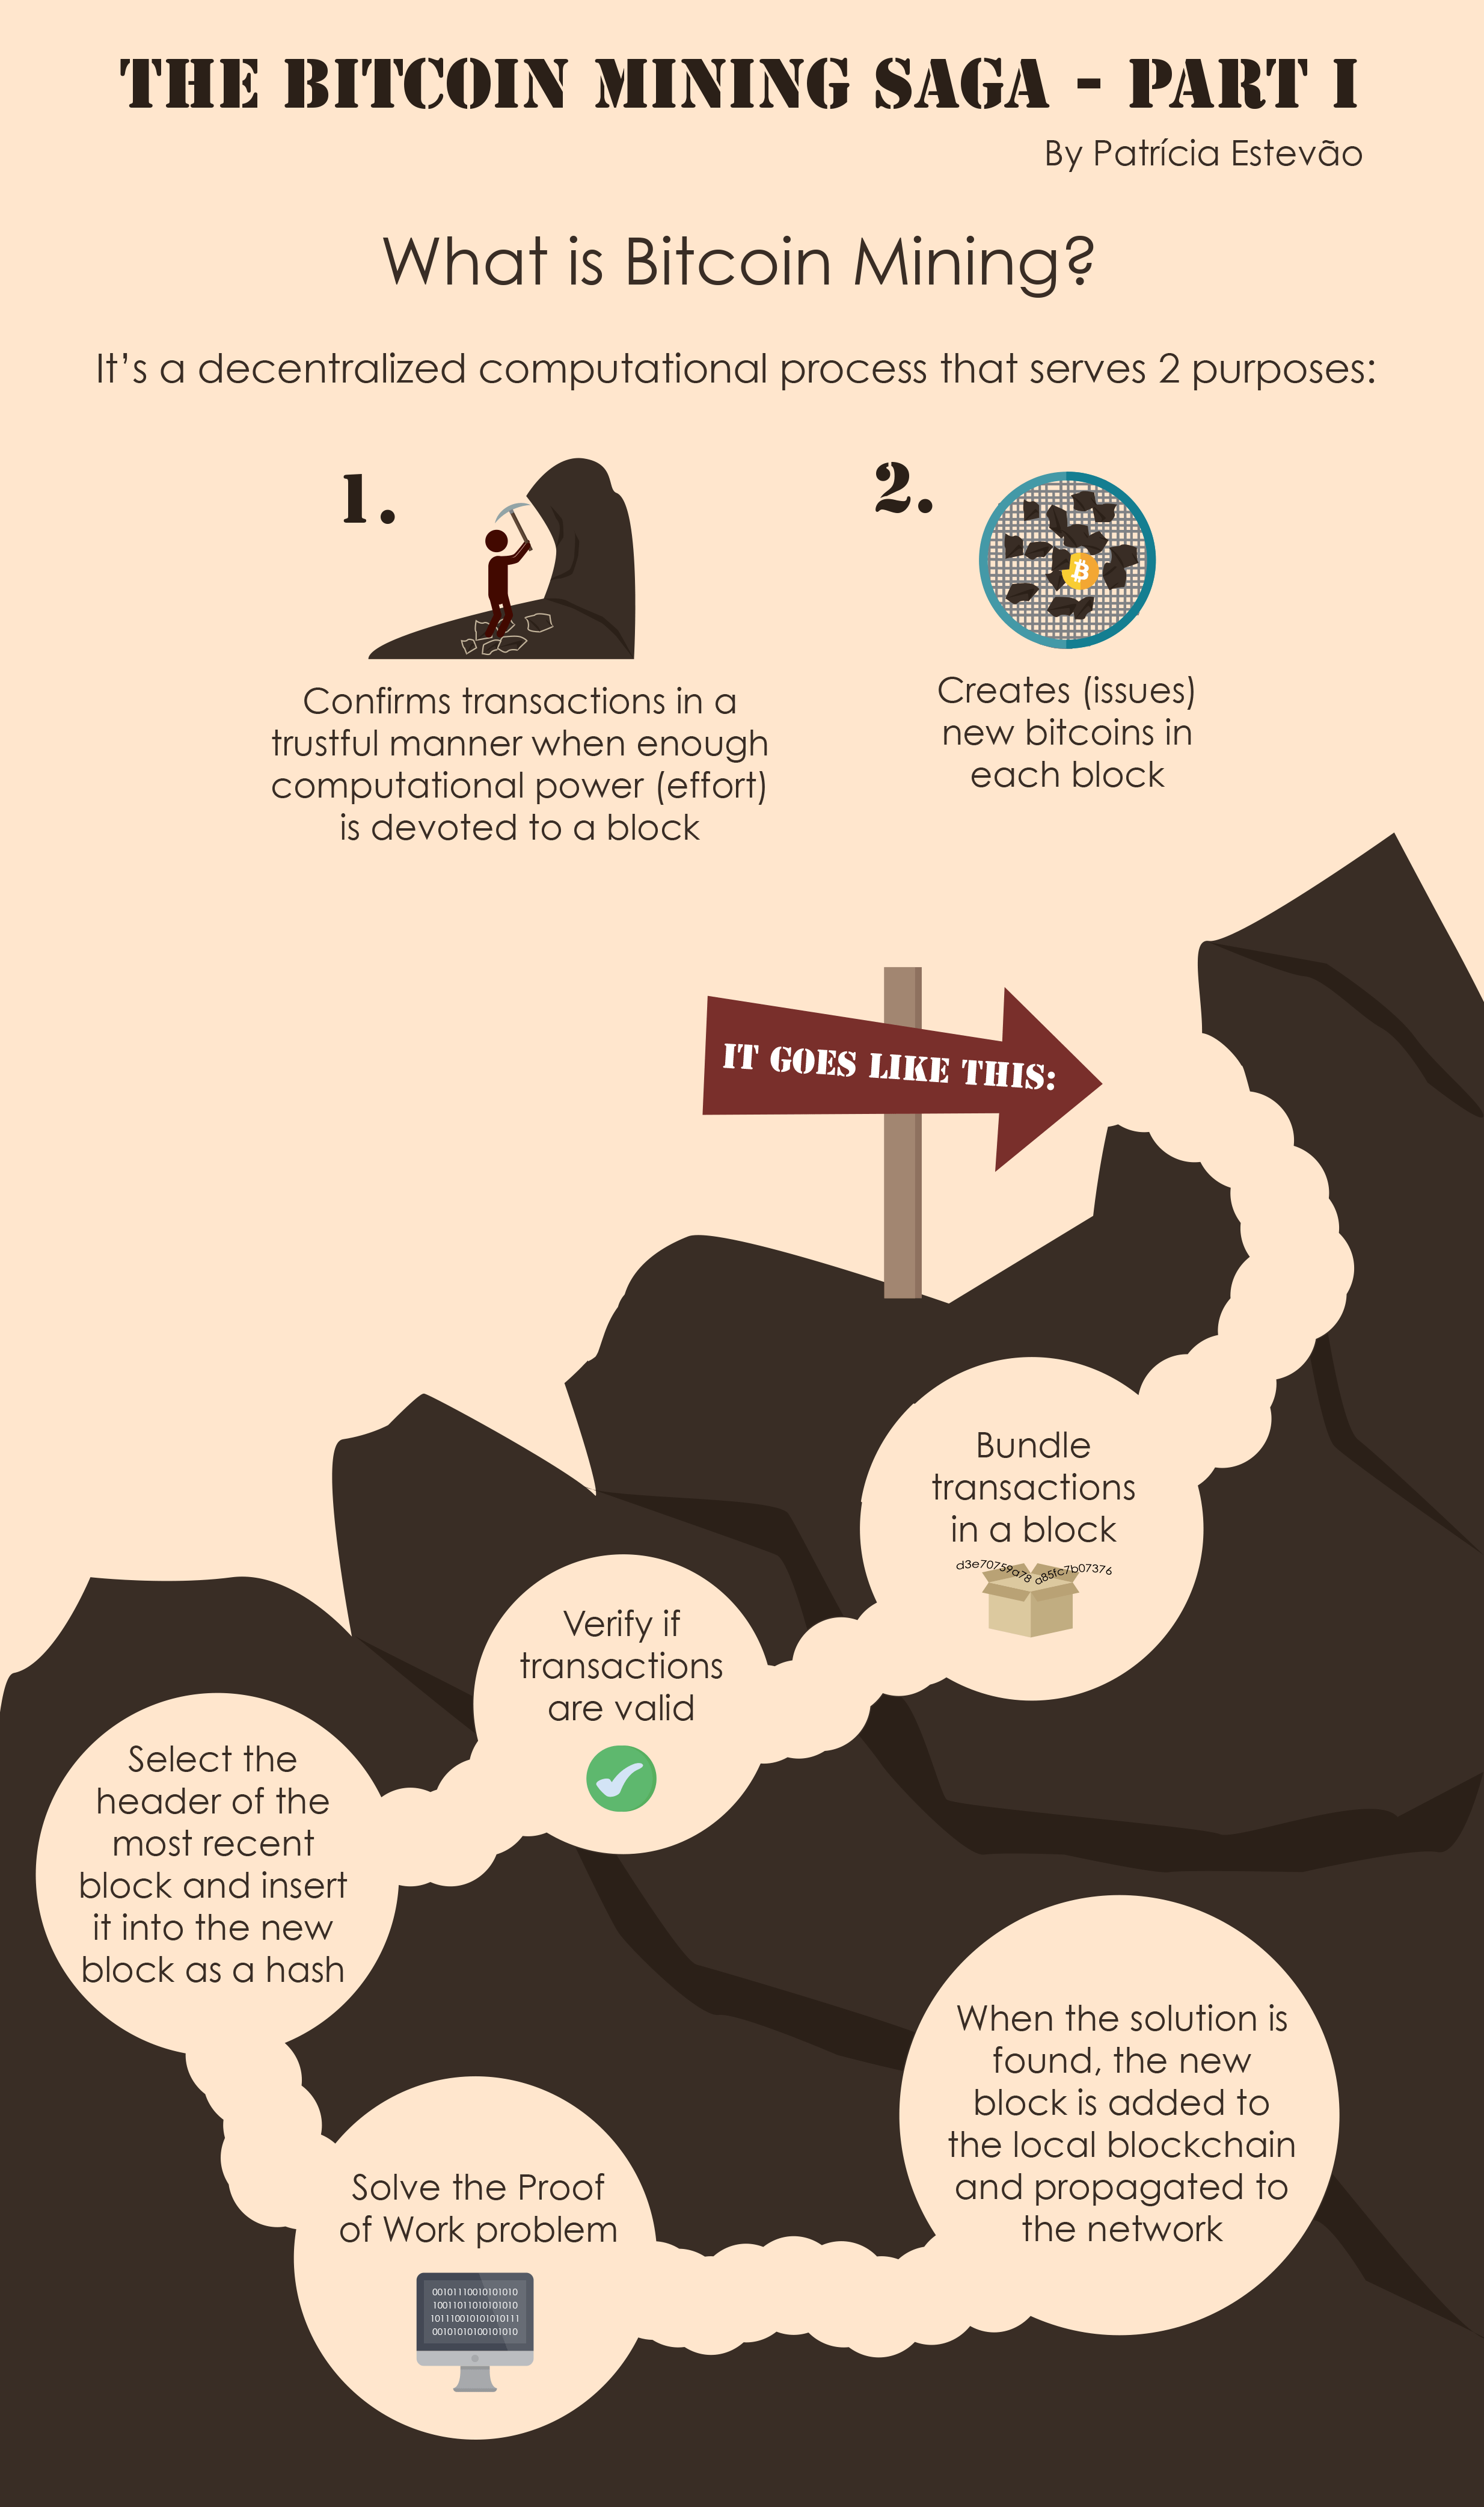 THE BITCOIN MINING SAGA - PART I
By Patrícia Estevão
What is Bitcoin Mining?
It's a decentralized computational process that serves 2 purposes:
1.
Confirms transactions in a
trustful manner when enough
computational power (effort)
is devoted to a block
2.
Creates (issues)
new bitcoins in
each block
IT GOES LIKE THIS:
Bundle
transactions
in a block
d3e70759a78 a85fc7b07376
Verify if
transactions
are valid
Select the
header of the
most recent
block and insert
it into the new
block as a hash
Solve the Proof
of Work problem
00101110010101010
10011011010101010
101110010101010111
00101010100101010
When the solution is
found, the new
block is added to
the local blockchain
and propagated to
the network